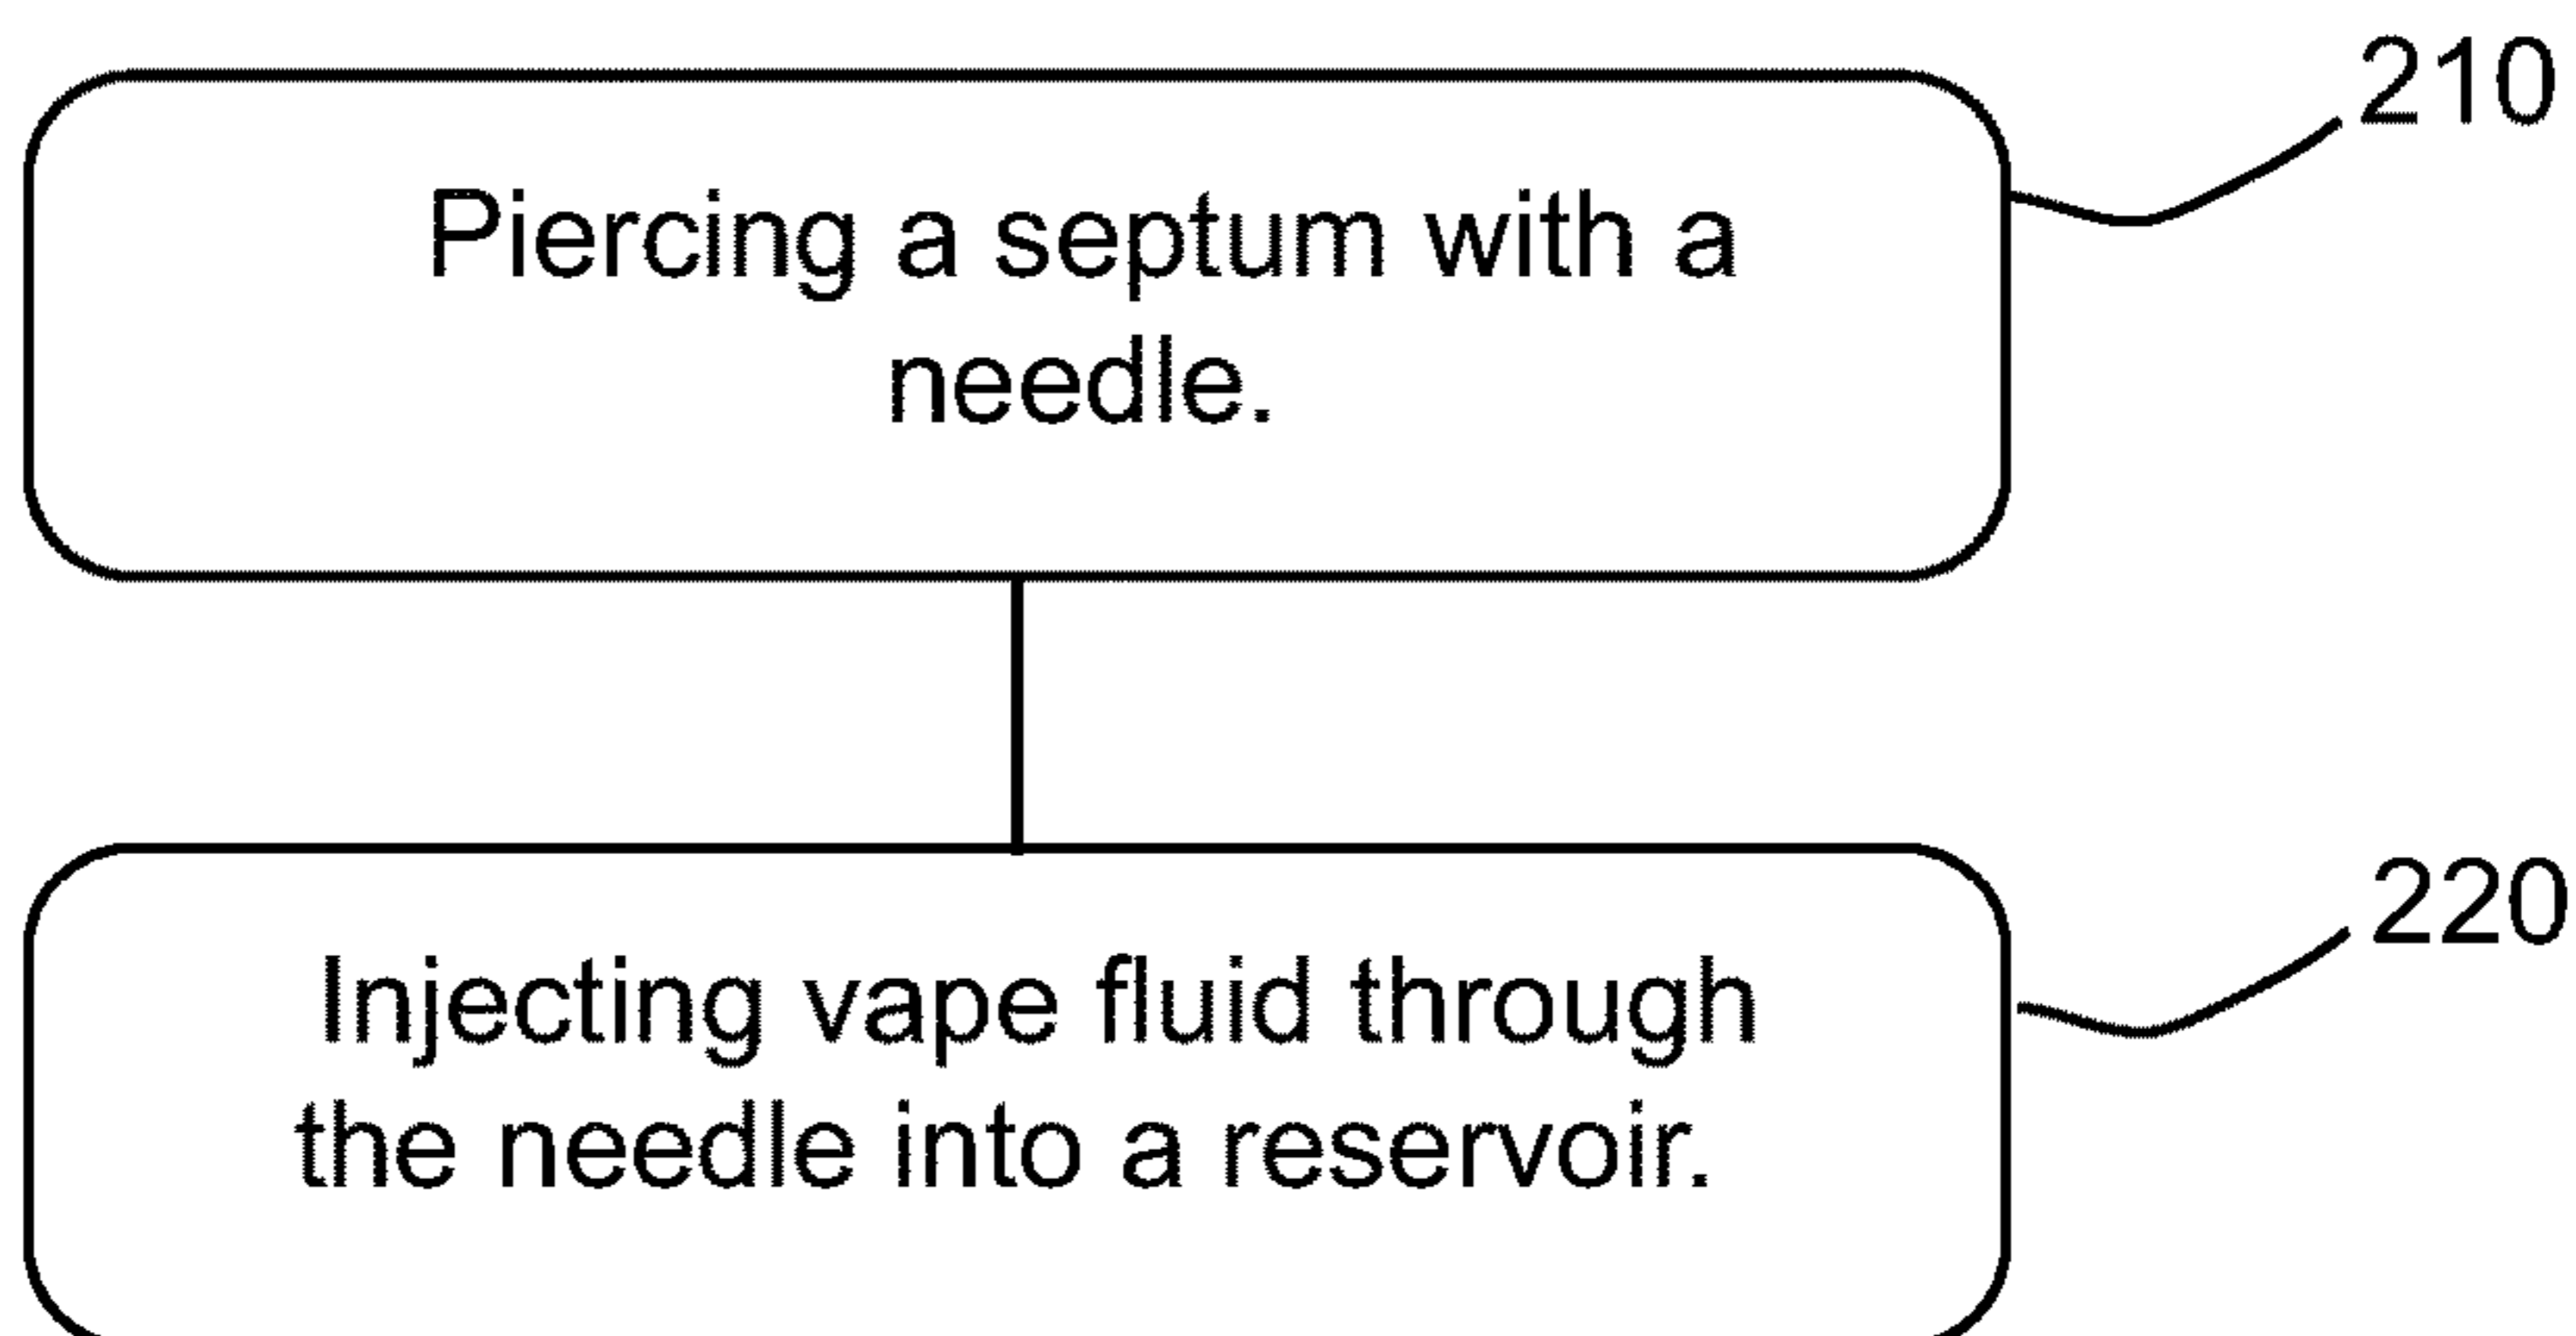 210
Piercing a septum with a
needle.
220
Injecting vape fluid through
the needle into a reservoir.